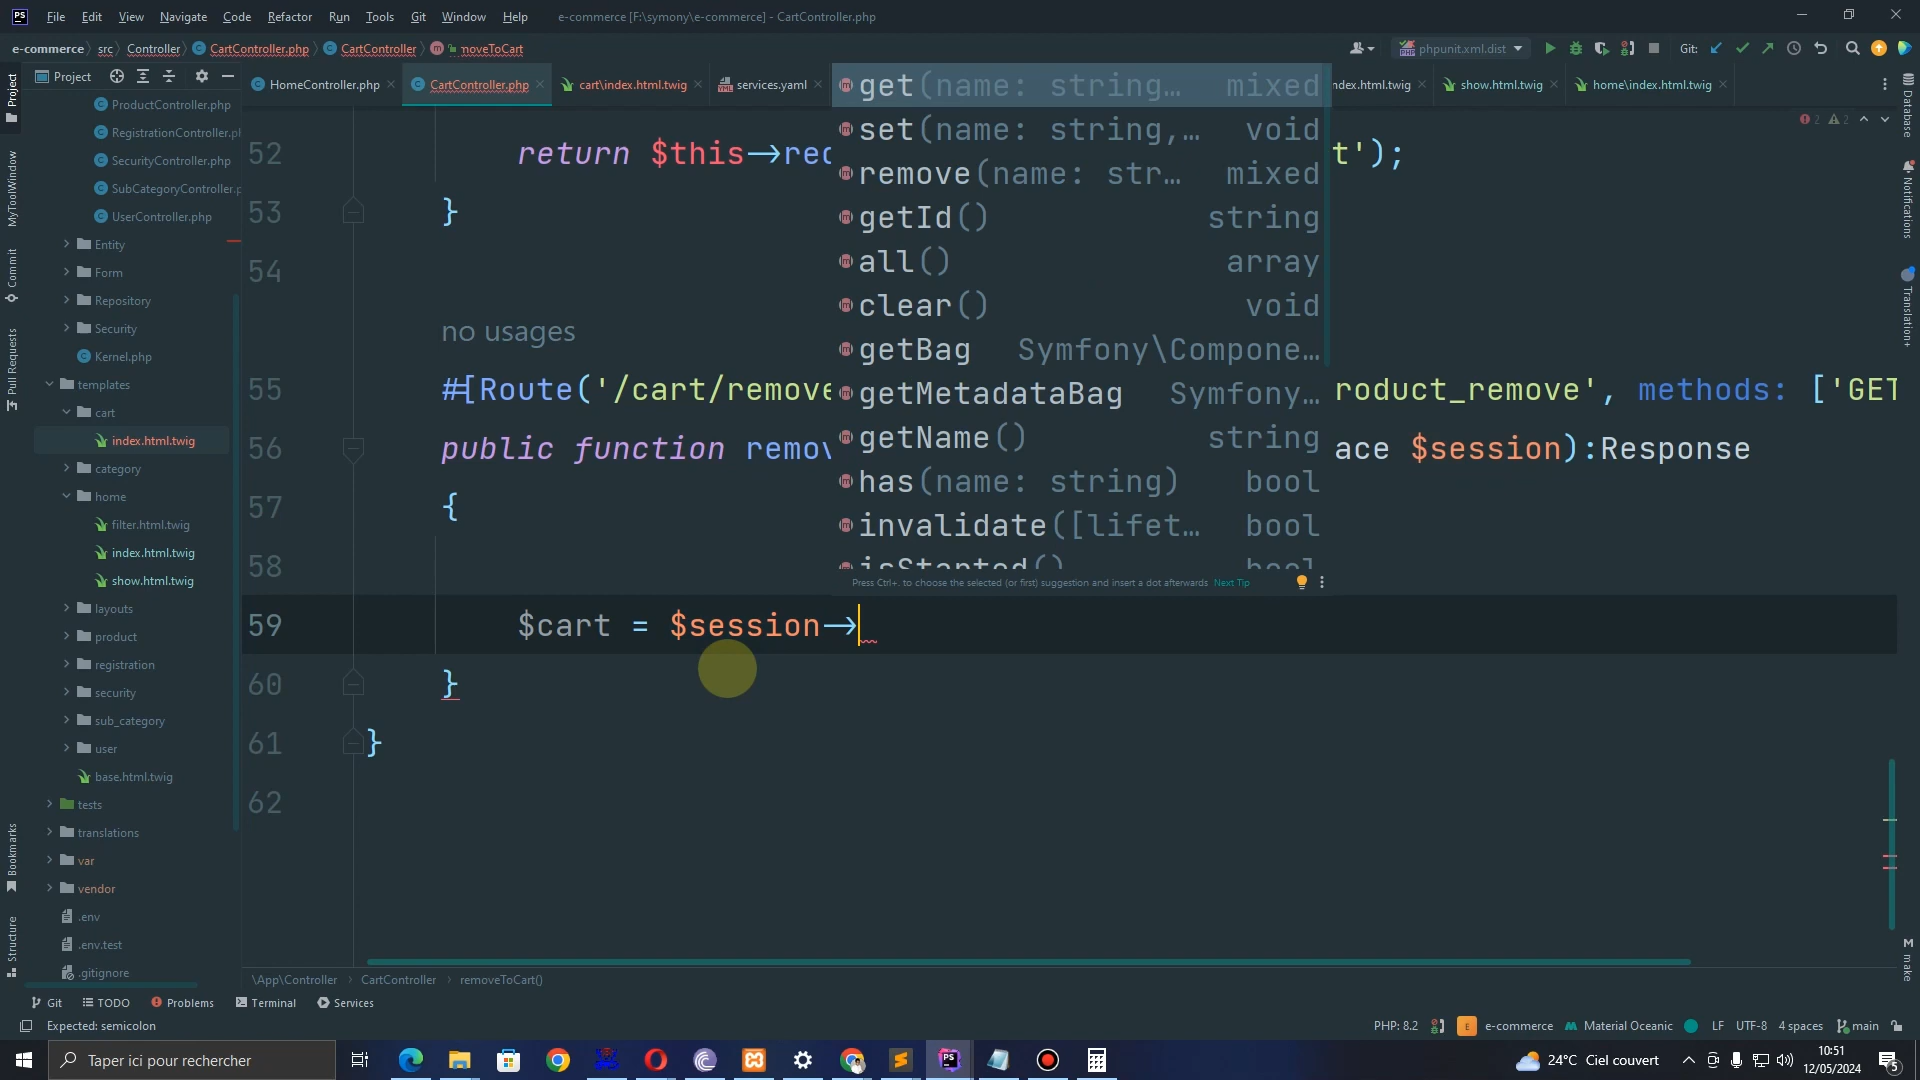 PS File Edit View Navigate Code Refactor Run Tools Git Window Help e-commerce [F:\symony\e-commerce] - CartController.php
e-commerce src Controller CartController.php CartController moveToCart phpunit.xml.dist Git:
Project HomeController.php CartController.php cart\index.html.twig services.yaml ndex.html.twig show.html.twig home\index.html.twig
Project
MyToolWindow
Commit
Pull Requests
Bookmarks
Structure
ProductController.php
RegistrationController.pl
SecurityController.php
SubCategoryController.p
UserController.php
Entity
Form
Repository
Security
Kernel.php
templates
cart
index.html.twig
category
home
filter.html.twig
index.html.twig
show.html.twig
layouts
product
registration
security
sub_category
user
base.html.twig
tests
translations
var
vendor
.env
.env.test
.gitignore
2 2
52 return $this->red t');
53 }
54
no usages
55 #[Route('/cart/remove roduct_remove', methods: ['GET
56 public function remov ace $session):Response
57 {
58
59 $cart = $session->
60 }
61 }
62
get(name: string… mixed
set(name: string,… void
remove(name: str… mixed
getId() string
all() array
clear() void
getBag Symfony\Compone…
getMetadataBag Symfony…
getName() string
has(name: string) bool
invalidate([lifet… bool
isStarted() bool
Press Ctrl+. to choose the selected (or first) suggestion and insert a dot afterwards Next Tip
Database
Notifications
Translation+
M make
\App\Controller CartController removeToCart()
Git TODO Problems Terminal Services
Expected: semicolon PHP: 8.2 E e-commerce Material Oceanic LF UTF-8 4 spaces main
Taper ici pour rechercher PS 24°C Ciel couvert 10:51
12/05/2024 5